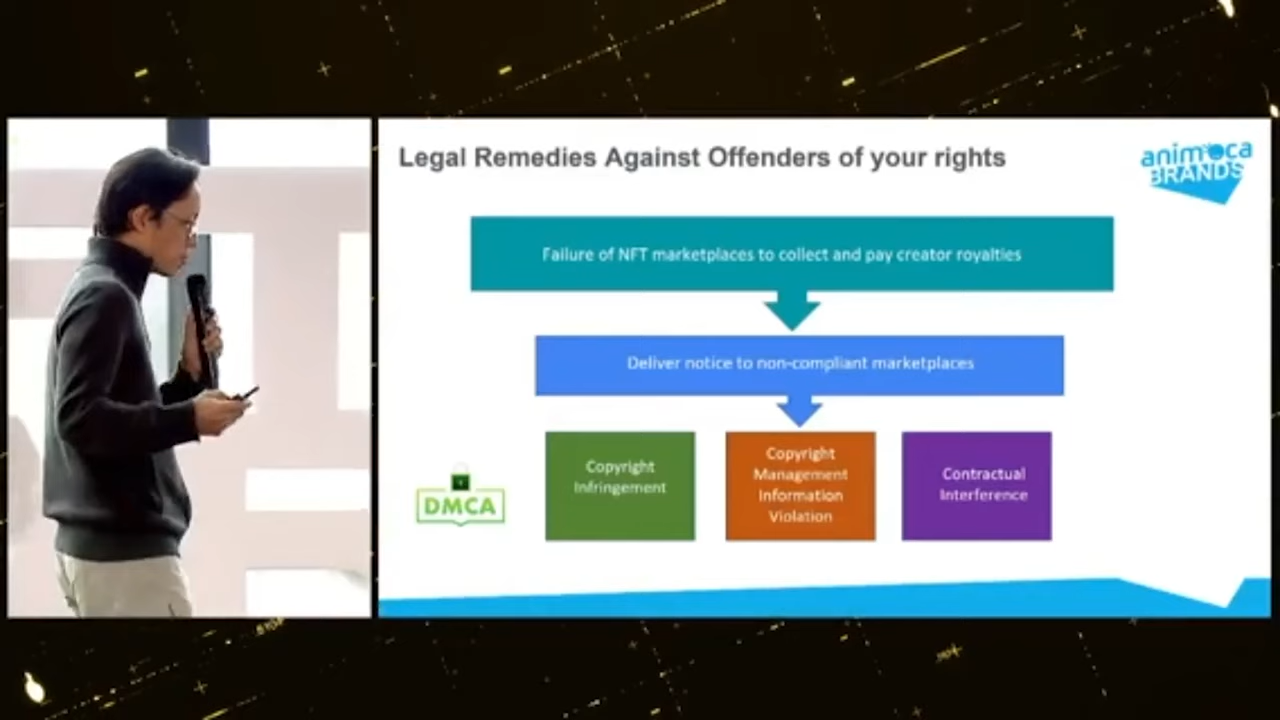 Legal Remedies Against Offenders of your rights
animoca
BRANDS
Failure of NFT marketplaces to collect and pay creator royalties
Deliver notice to non-compliant marketplaces
Copyright
Infringement
Copyright
Management
Information
Violation
Contractual
Interference
DMCA